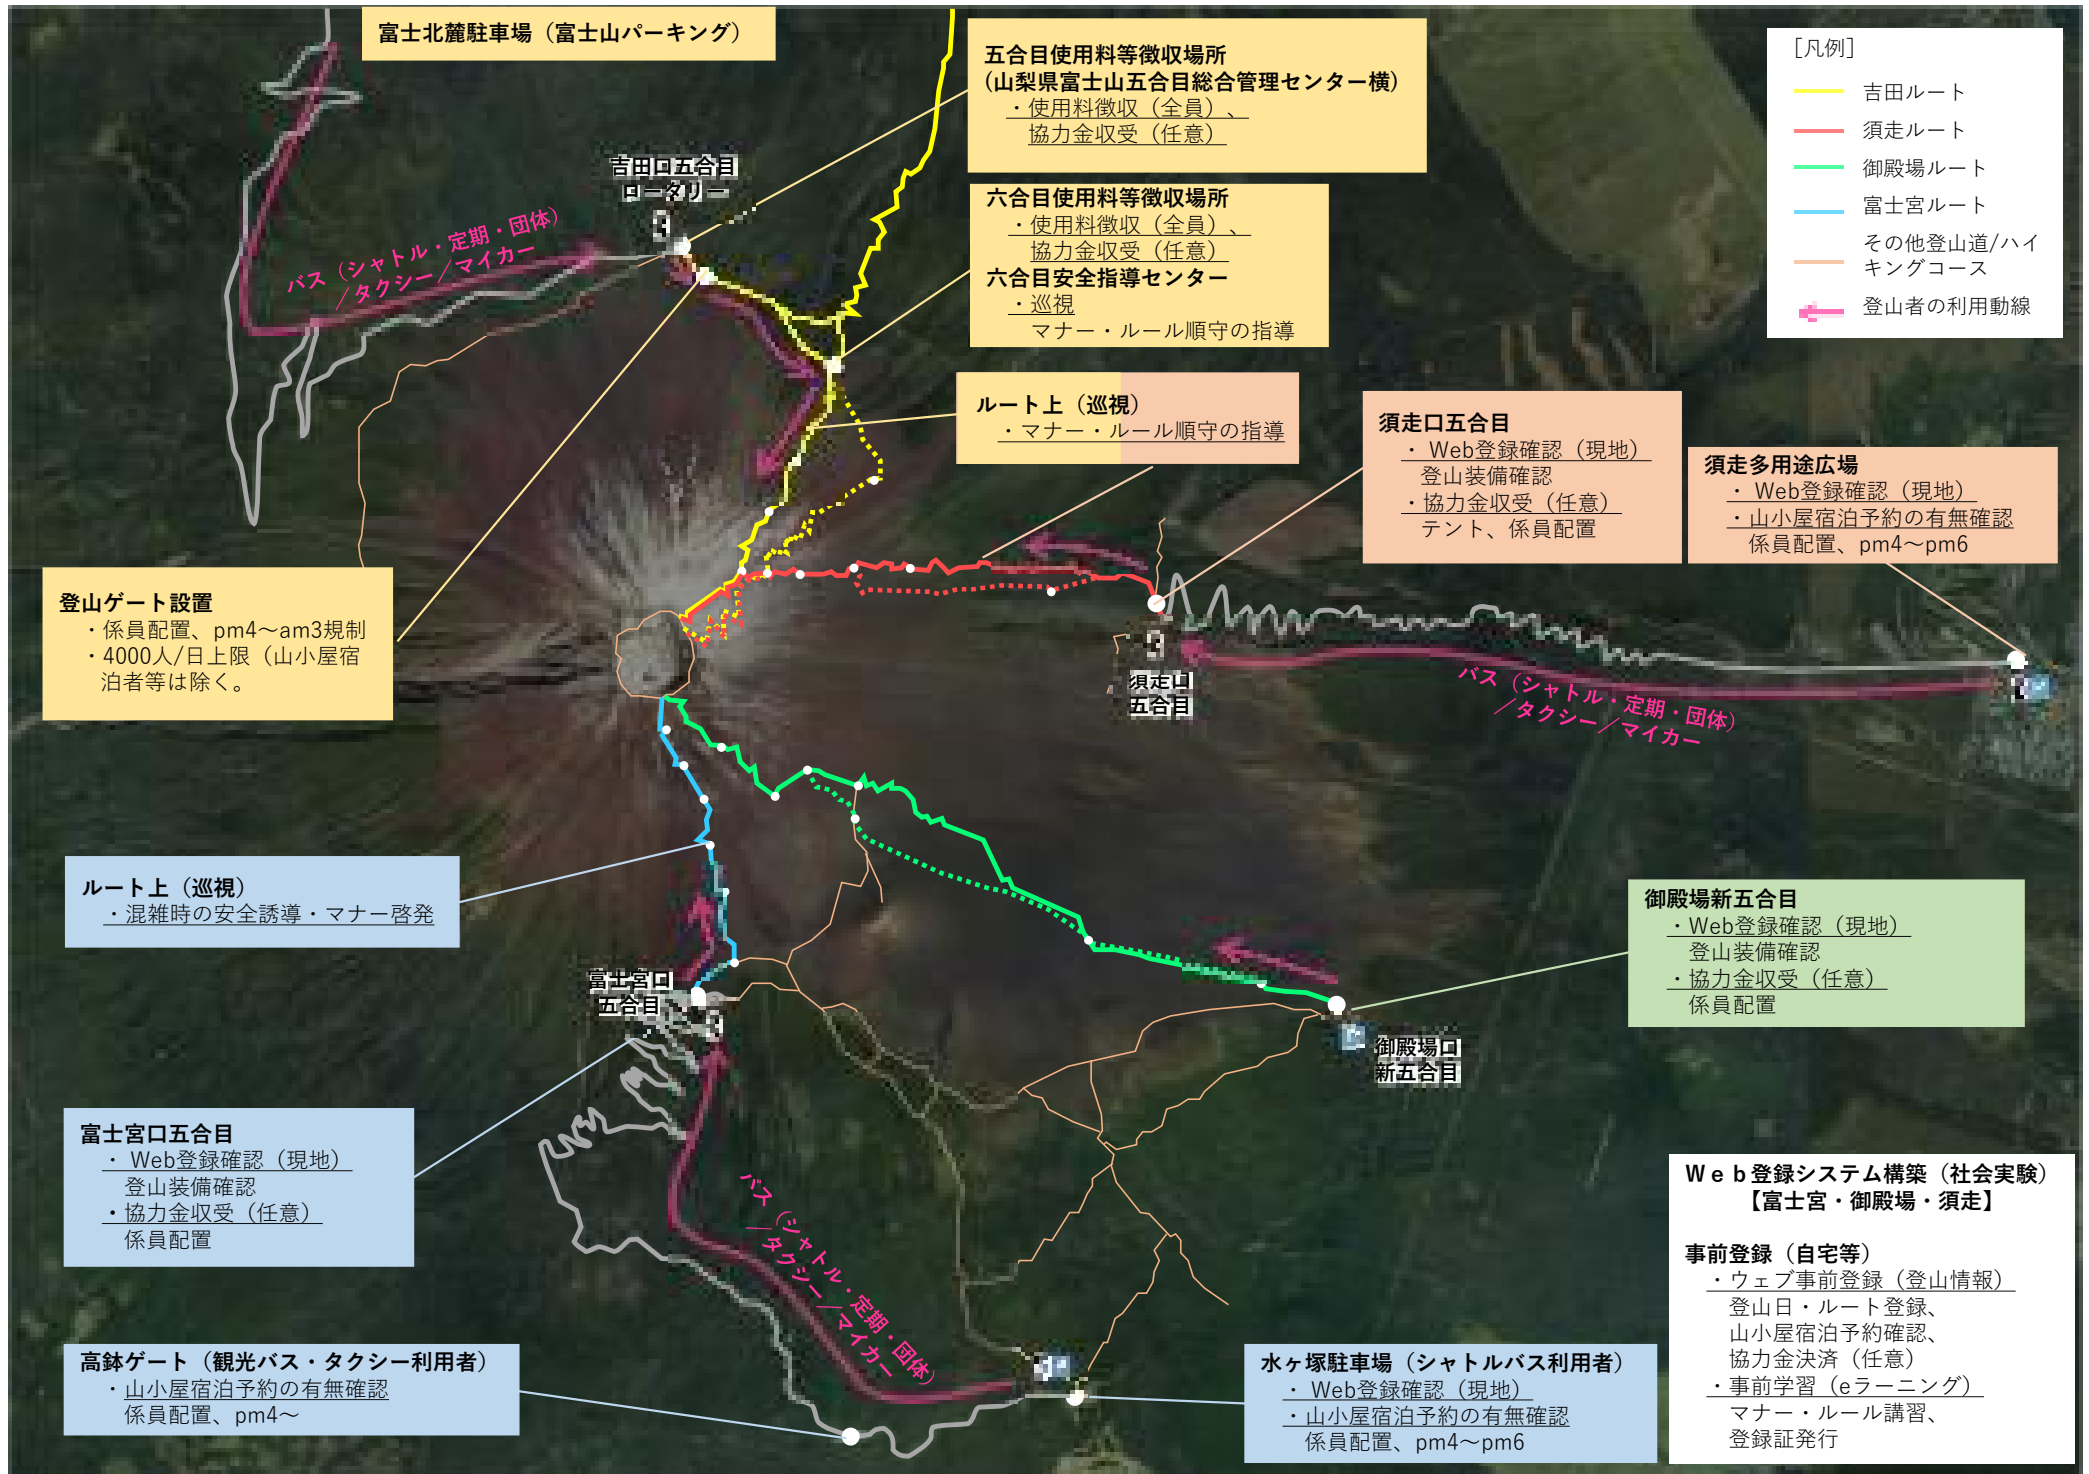 富士北麓駐車場（富士山パーキング）
五合目使用料等徴収場所
(山梨県富士山五合目総合管理センター横)
・使用料徴収（全員）、
協力金収受（任意）
六合目使用料等徴収場所
・使用料徴収（全員）、
協力金収受（任意）
六合目安全指導センター
・巡視
マナー・ルール順守の指導
［凡例］
吉田ルート
須走ルート
御殿場ルート
富士宮ルート
その他登山道/ハイ
キングコース
登山者の利用動線
吉田口五合目
ロータリー
バス（シャトル・定期・団体）
／タクシー／マイカー
ルート上（巡視）
・マナー・ルール順守の指導
須走口五合目
・ Web登録確認（現地）
登山装備確認
・協力金収受（任意）
テント、係員配置
須走多用途広場
・ Web登録確認（現地）
・山小屋宿泊予約の有無確認
係員配置、pm4～pm6
登山ゲート設置
・係員配置、pm4～am3規制
・4000人/日上限（山小屋宿
泊者等は除く。
須走口
五合目
バス（シャトル・定期・団体）
／タクシー／マイカー
ルート上（巡視）
・混雑時の安全誘導・マナー啓発
富士宮口
五合目
御殿場新五合目
・Web登録確認（現地）
登山装備確認
・協力金収受（任意）
係員配置
御殿場口
新五合目
富士宮口五合目
・ Web登録確認（現地）
登山装備確認
・協力金収受（任意）
係員配置
バス（シャトル・定期・団体）
／タクシー／マイカー
Ｗｅｂ登録システム構築（社会実験）
【富士宮・御殿場・須走】
事前登録（自宅等）
・ウェブ事前登録（登山情報）
登山日・ルート登録、
山小屋宿泊予約確認、
協力金決済（任意）
・事前学習（eラーニング）
マナー・ルール講習、
登録証発行
高鉢ゲート（観光バス・タクシー利用者）
・山小屋宿泊予約の有無確認
係員配置、pm4～
水ヶ塚駐車場（シャトルバス利用者）
・ Web登録確認（現地）
・山小屋宿泊予約の有無確認
係員配置、pm4～pm6